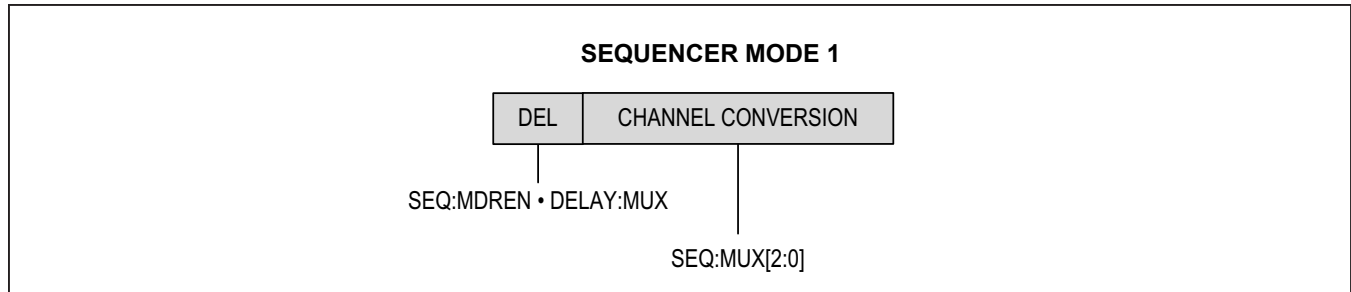 SEQUENCER MODE 1
DEL
CHANNEL CONVERSION
SEQ:MDREN • DELAY:MUX
SEQ:MUX[2:0]